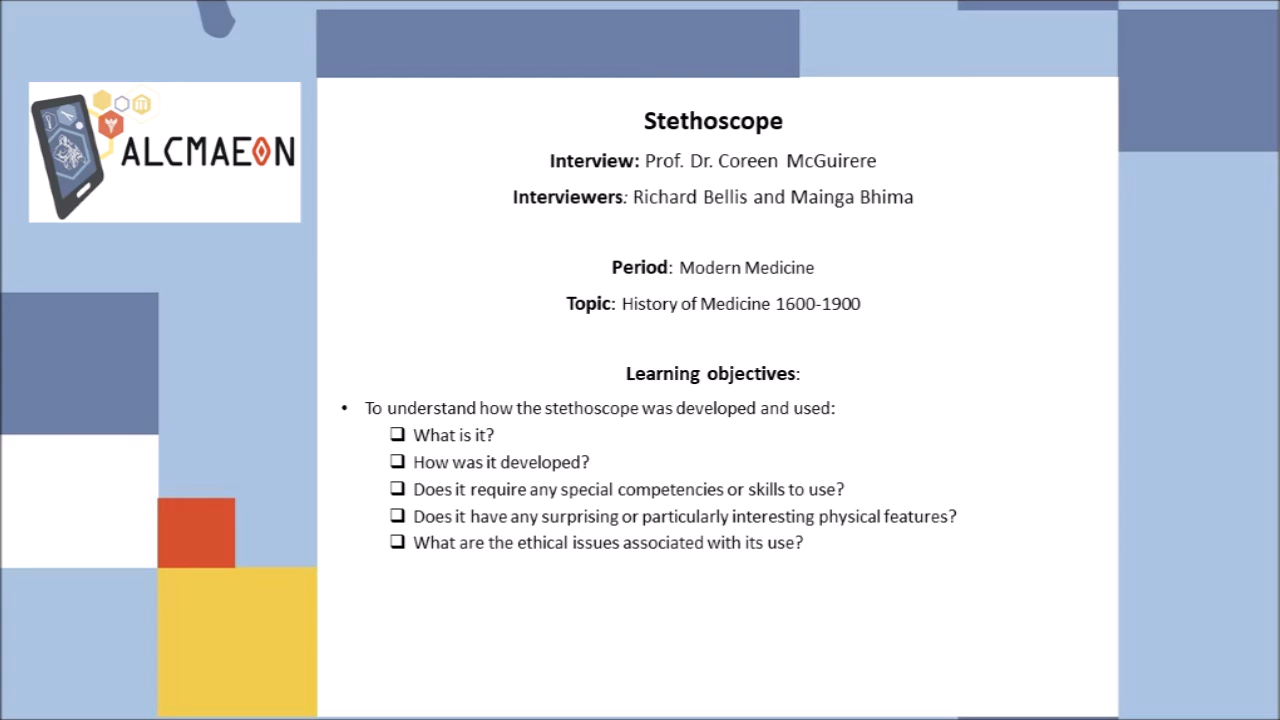 ALCMAEON
Stethoscope
Interview: Prof. Dr. Coreen McGuirere
Interviewers: Richard Bellis and Mainga Bhima
Period: Modern Medicine
Topic: History of Medicine 1600-1900
Learning objectives:
• To understand how the stethoscope was developed and used:
❑ What is it?
❑ How was it developed?
❑ Does it require any special competencies or skills to use?
❑ Does it have any surprising or particularly interesting physical features?
❑ What are the ethical issues associated with its use?